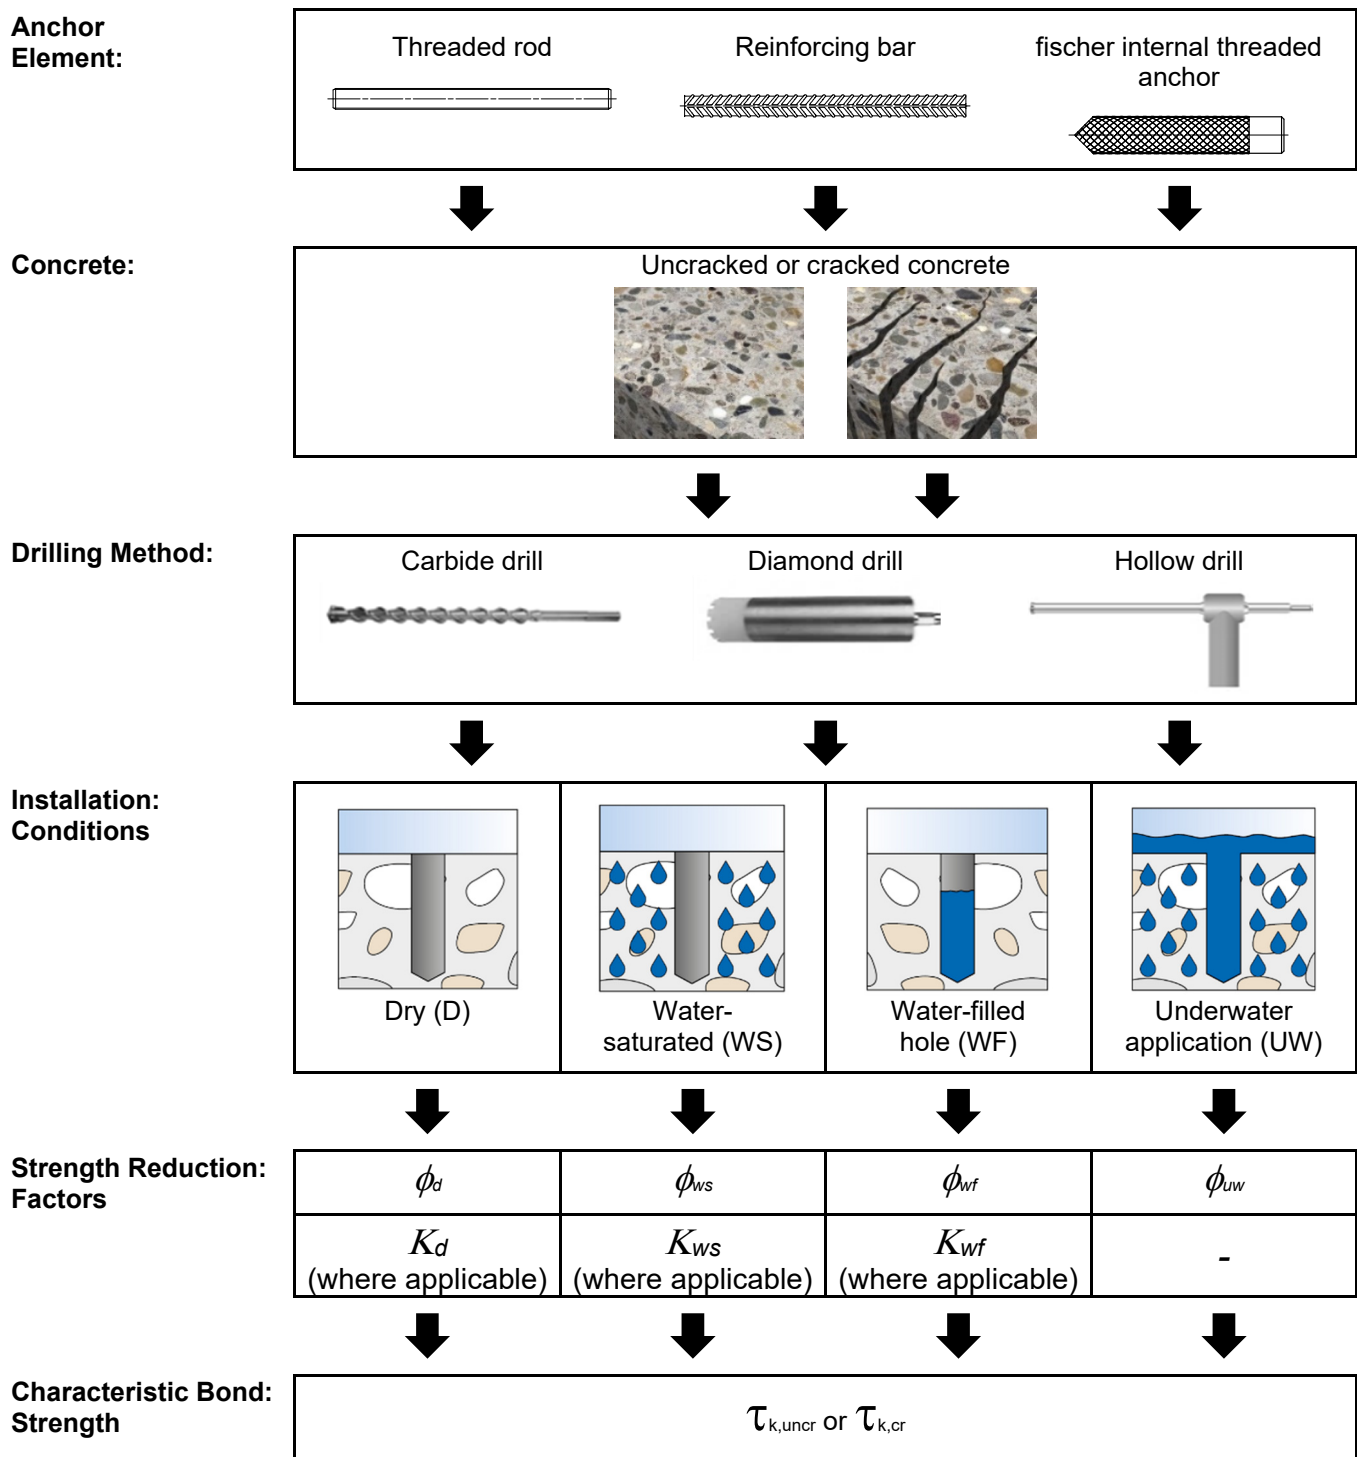 Anchor
Element:
Threaded rod
Reinforcing bar
fischer internal threaded
anchor
Concrete:
Uncracked or cracked concrete
Drilling Method:
Carbide drill
Diamond drill
Hollow drill
Installation:
Conditions
Dry (D)
Water-
saturated (WS)
Water-filled
hole (WF)
Underwater
application (UW)
Strength Reduction:
Factors
ϕd
ϕws
ϕwf
ϕuw
Kd
(where applicable)
Kws
(where applicable)
Kwf
(where applicable)
-
Characteristic Bond:
Strength
τk,uncr or τk,cr